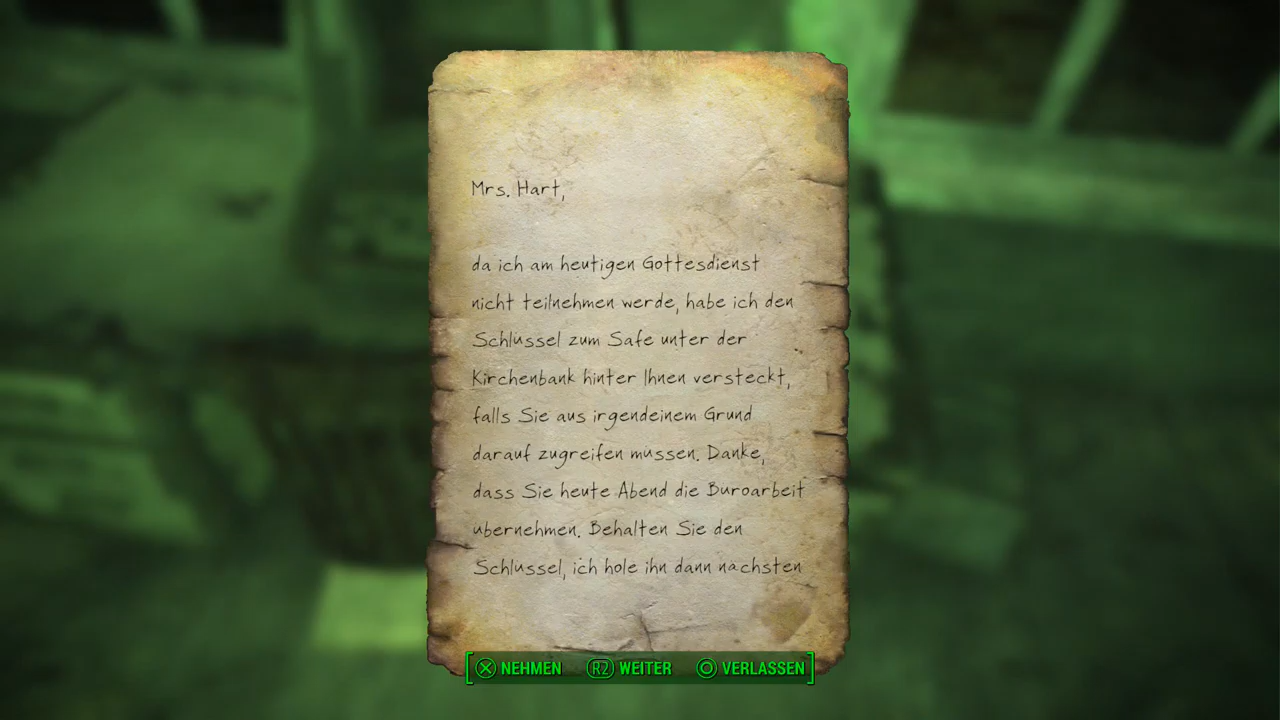 Mrs. Hart,
da ich am heutigen Gottesdienst
nicht teilnehmen werde, habe ich den
Schlussel zum Safe unter der
Kirchenbank hinter Ihnen versteckt,
falls Sie aus irgendeinem Grund
darauf zugreifen mussen. Danke,
dass Sie heute Abend die Buroarbeit
ubernehmen. Behalten Sie den
Schlussel, ich hole ihn dann nachsten
NEHMEN R2 WEITER VERLASSEN